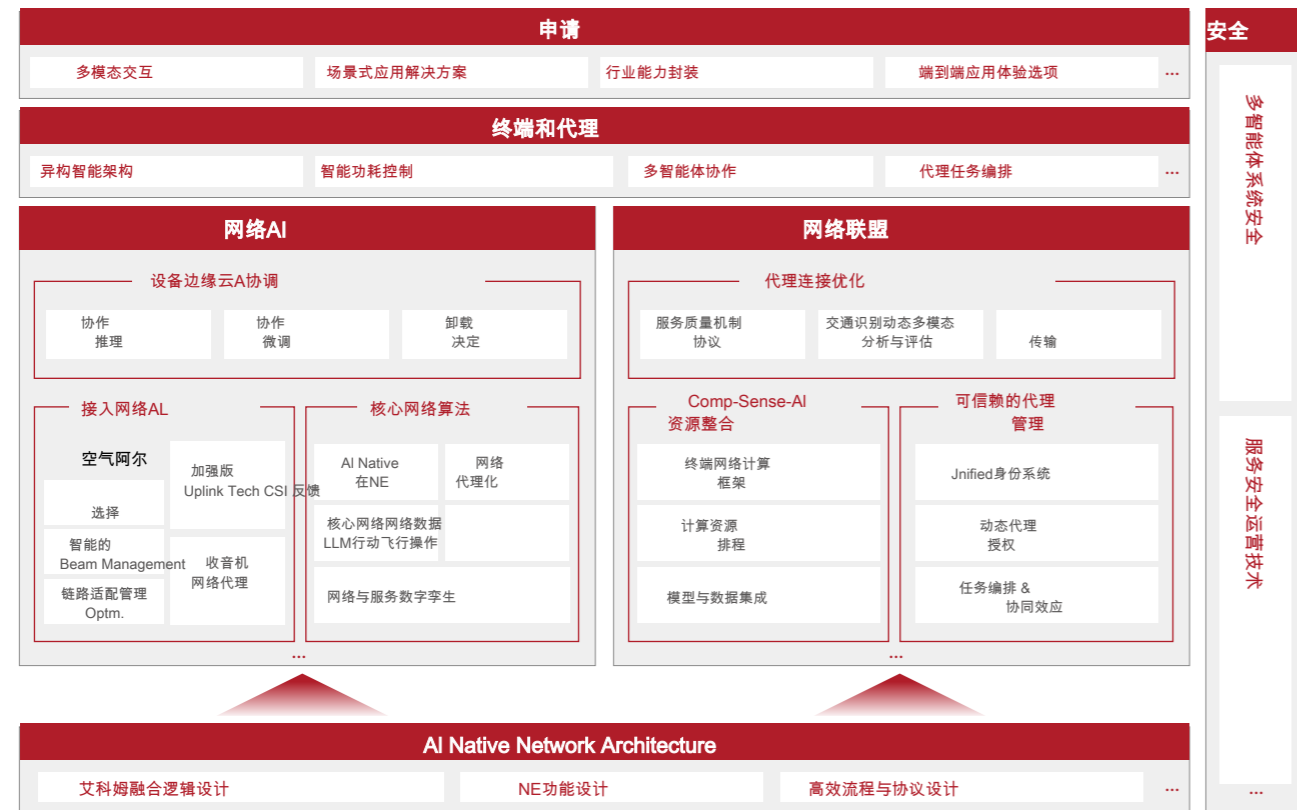 申请
多模态交互
场景式应用解决方案
行业能力封装
端到端应用体验选项
...
终端和代理
异构智能架构
智能功耗控制
多智能体协作
代理任务编排
...
网络AI
设备边缘云A协调
协作
推理
协作
微调
卸载
决定
接入网络AL
空气阿尔
选择
智能的
Beam Management
链路适配管理
Optm.
加强版
Uplink Tech CSI 反馈
收音机
网络代理
核心网络算法
AI Native
在NE
网络
代理化
核心网络网络数据
LLM行动飞行操作
网络与服务数字孪生
...
网络联盟
代理连接优化
服务质量机制
协议
交通识别动态多模态
分析与评估
传输
Comp-Sense-AI
资源整合
终端网络计算
框架
计算资源
排程
模型与数据集成
可信赖的代理
管理
Jnified身份系统
动态代理
授权
任务编排 &
协同效应
...
AI Native Network Architecture
艾科姆融合逻辑设计
NE功能设计
高效流程与协议设计
...
安全
多智能体系统安全
服务安全运营技术
...